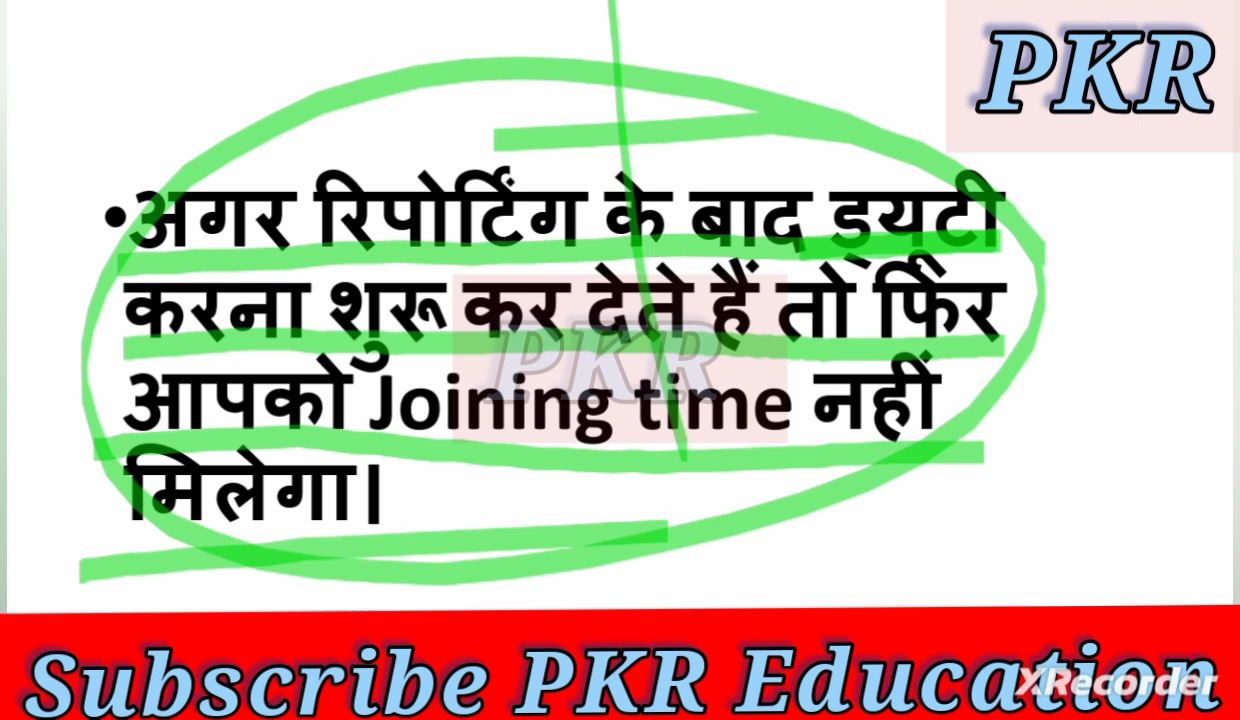 PKR
•अगर रिपोर्टिंग के बाद ड्यूटी
करना शुरू कर देते हैं तो फिर
आपको Joining time नहीं
मिलेगा।
PKR
Subscribe PKR Education
XRecorder